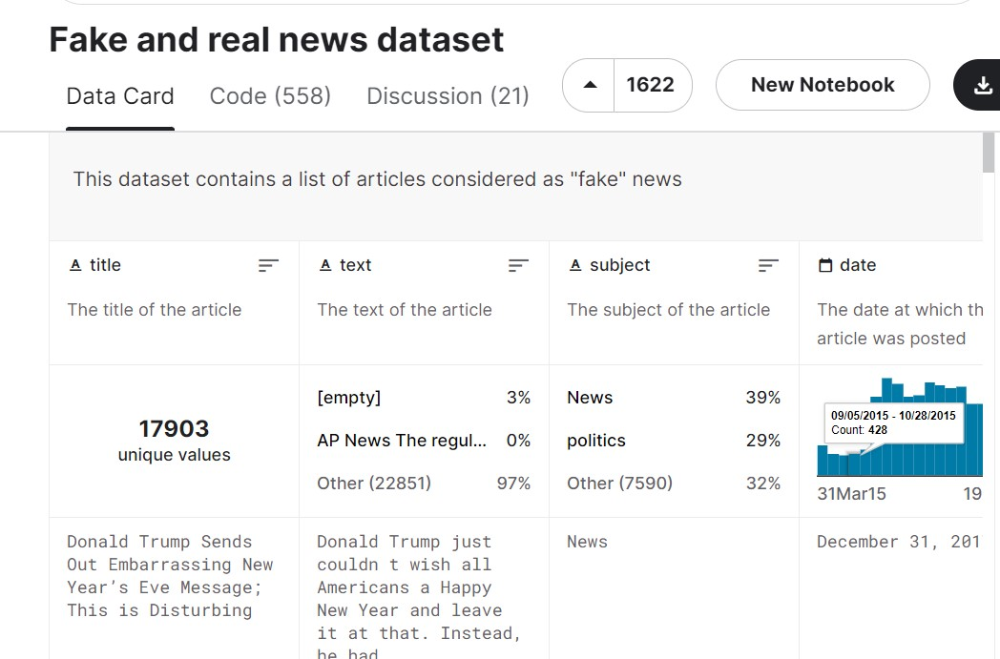 Fake and real news dataset
Data Card Code (558) Discussion (21) 1622 New Notebook
This dataset contains a list of articles considered as "fake" news
A title A text A subject date
The title of the article The text of the article The subject of the article The date at which th
article was posted
17903
unique values
[empty] 3%
AP News The regul... 0%
Other (22851) 97%
News 39%
politics 29%
Other (7590) 32%
09/05/2015 - 10/28/2015
Count: 428
31Mar15 19
Donald Trump Sends
Out Embarrassing New
Year’s Eve Message;
This is Disturbing
Donald Trump just
couldn t wish all
Americans a Happy
New Year and leave
it at that. Instead,
he had
News
December 31, 201